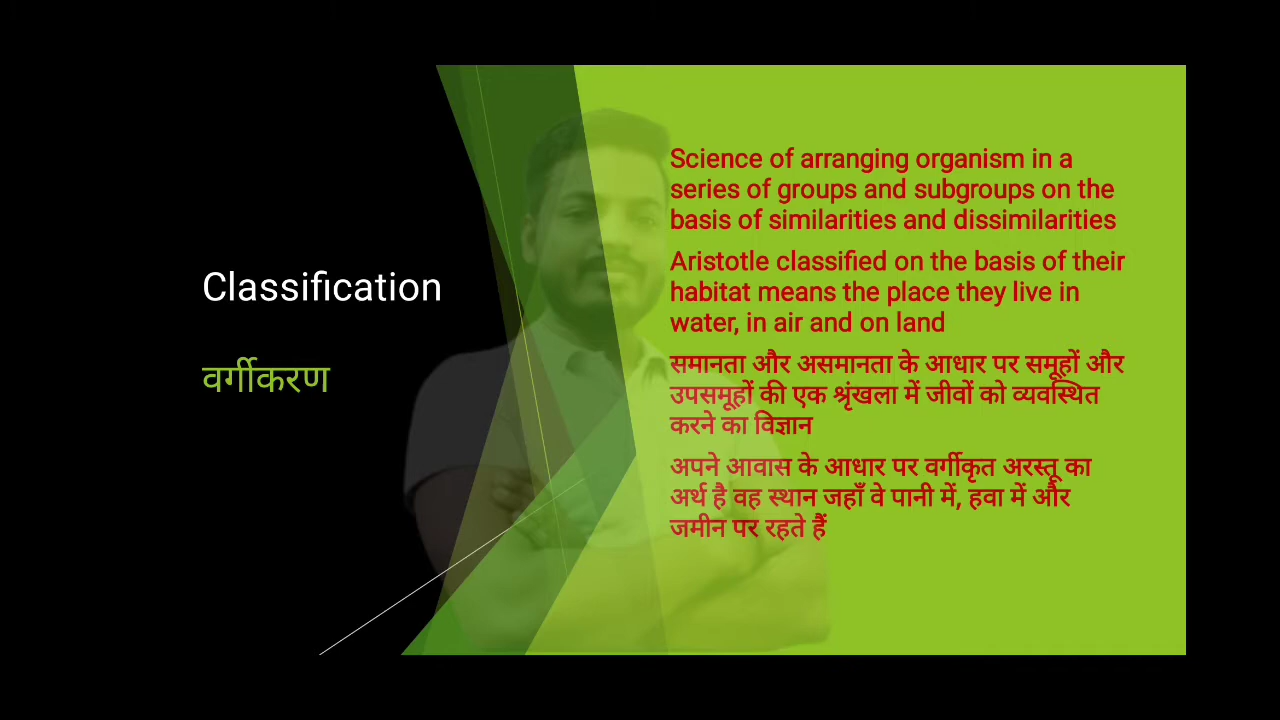 Classification
वर्गीकरण
Science of arranging organism in a
series of groups and subgroups on the
basis of similarities and dissimilarities
Aristotle classified on the basis of their
habitat means the place they live in
water, in air and on land
समानता और असमानता के आधार पर समूहों और
उपसमूहों की एक श्रृंखला में जीवों को व्यवस्थित
करने का विज्ञान
अपने आवास के आधार पर वर्गीकृत अरस्तू का
अर्थ है वह स्थान जहाँ वे पानी में, हवा में और
जमीन पर रहते हैं